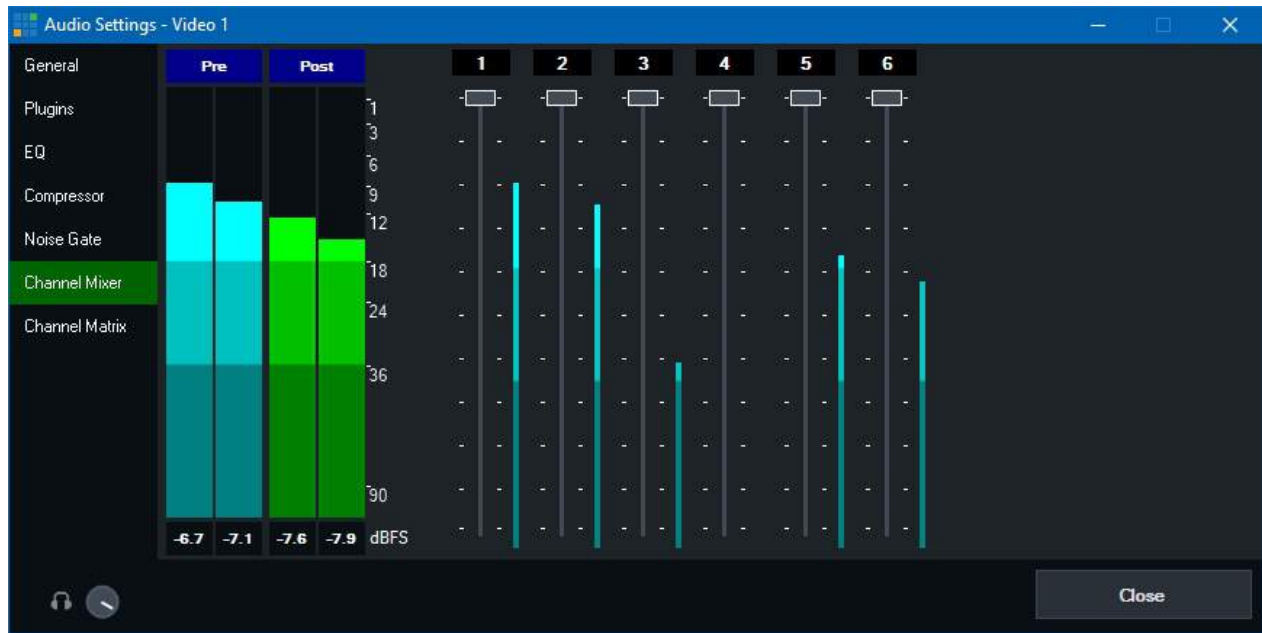 Audio Settings - Video 1
General
Plugins
EQ
Compressor
Noise Gate
Channel Mixer
Channel Matrix
Pre Post
1
3
6
9
12
18
24
36
90
-6.7 -7.1 -7.6 -7.9 dBFS
1 2 3 4 5 6
Close